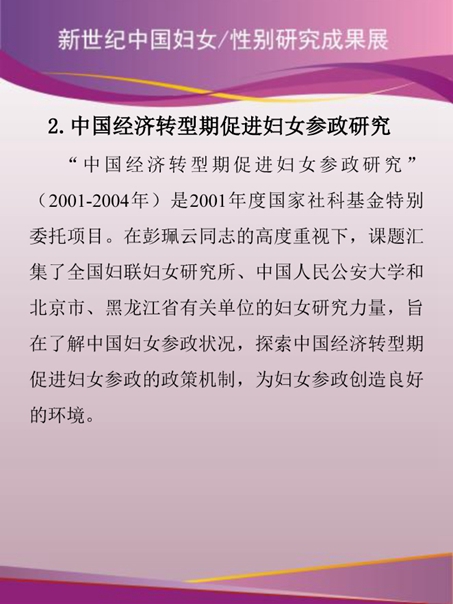 新世纪中国妇女/性别研究成果展
2.中国经济转型期促进妇女参政研究
“中国经济转型期促进妇女参政研究”
（2001-2004年）是2001年度国家社科基金特别
委托项目。在彭珮云同志的高度重视下，课题汇
集了全国妇联妇女研究所、中国人民公安大学和
北京市、黑龙江省有关单位的妇女研究力量，旨
在了解中国妇女参政状况，探索中国经济转型期
促进妇女参政的政策机制，为妇女参政创造良好
的环境。